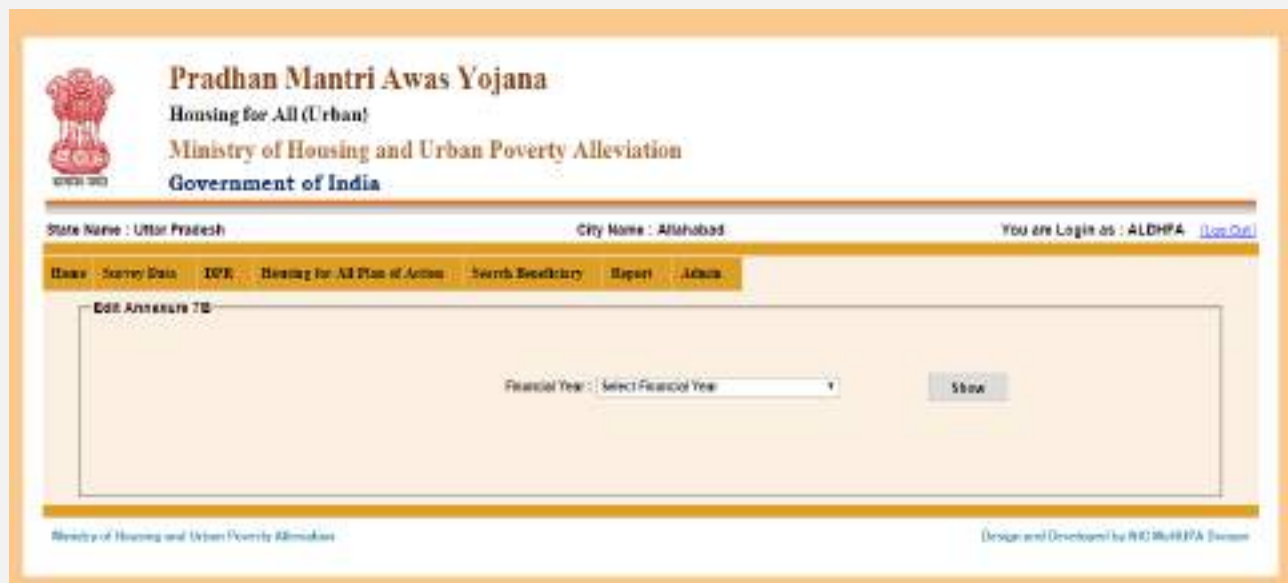 Pradhan Mantri Awas Yojana
Housing for All (Urban)
Ministry of Housing and Urban Poverty Alleviation
Government of India
State Name : Uttar Pradesh City Name : Allahabad You are Login as : ALDHFA (Log Out)
Home Survey Data DPR Housing for All Plan of Action Search Beneficiary Report Admin
Edit Annexure 7B
Financial Year : Select Financial Year Show
Ministry of Housing and Urban Poverty Alleviation Design and Developed by NIC MoHUPA Division